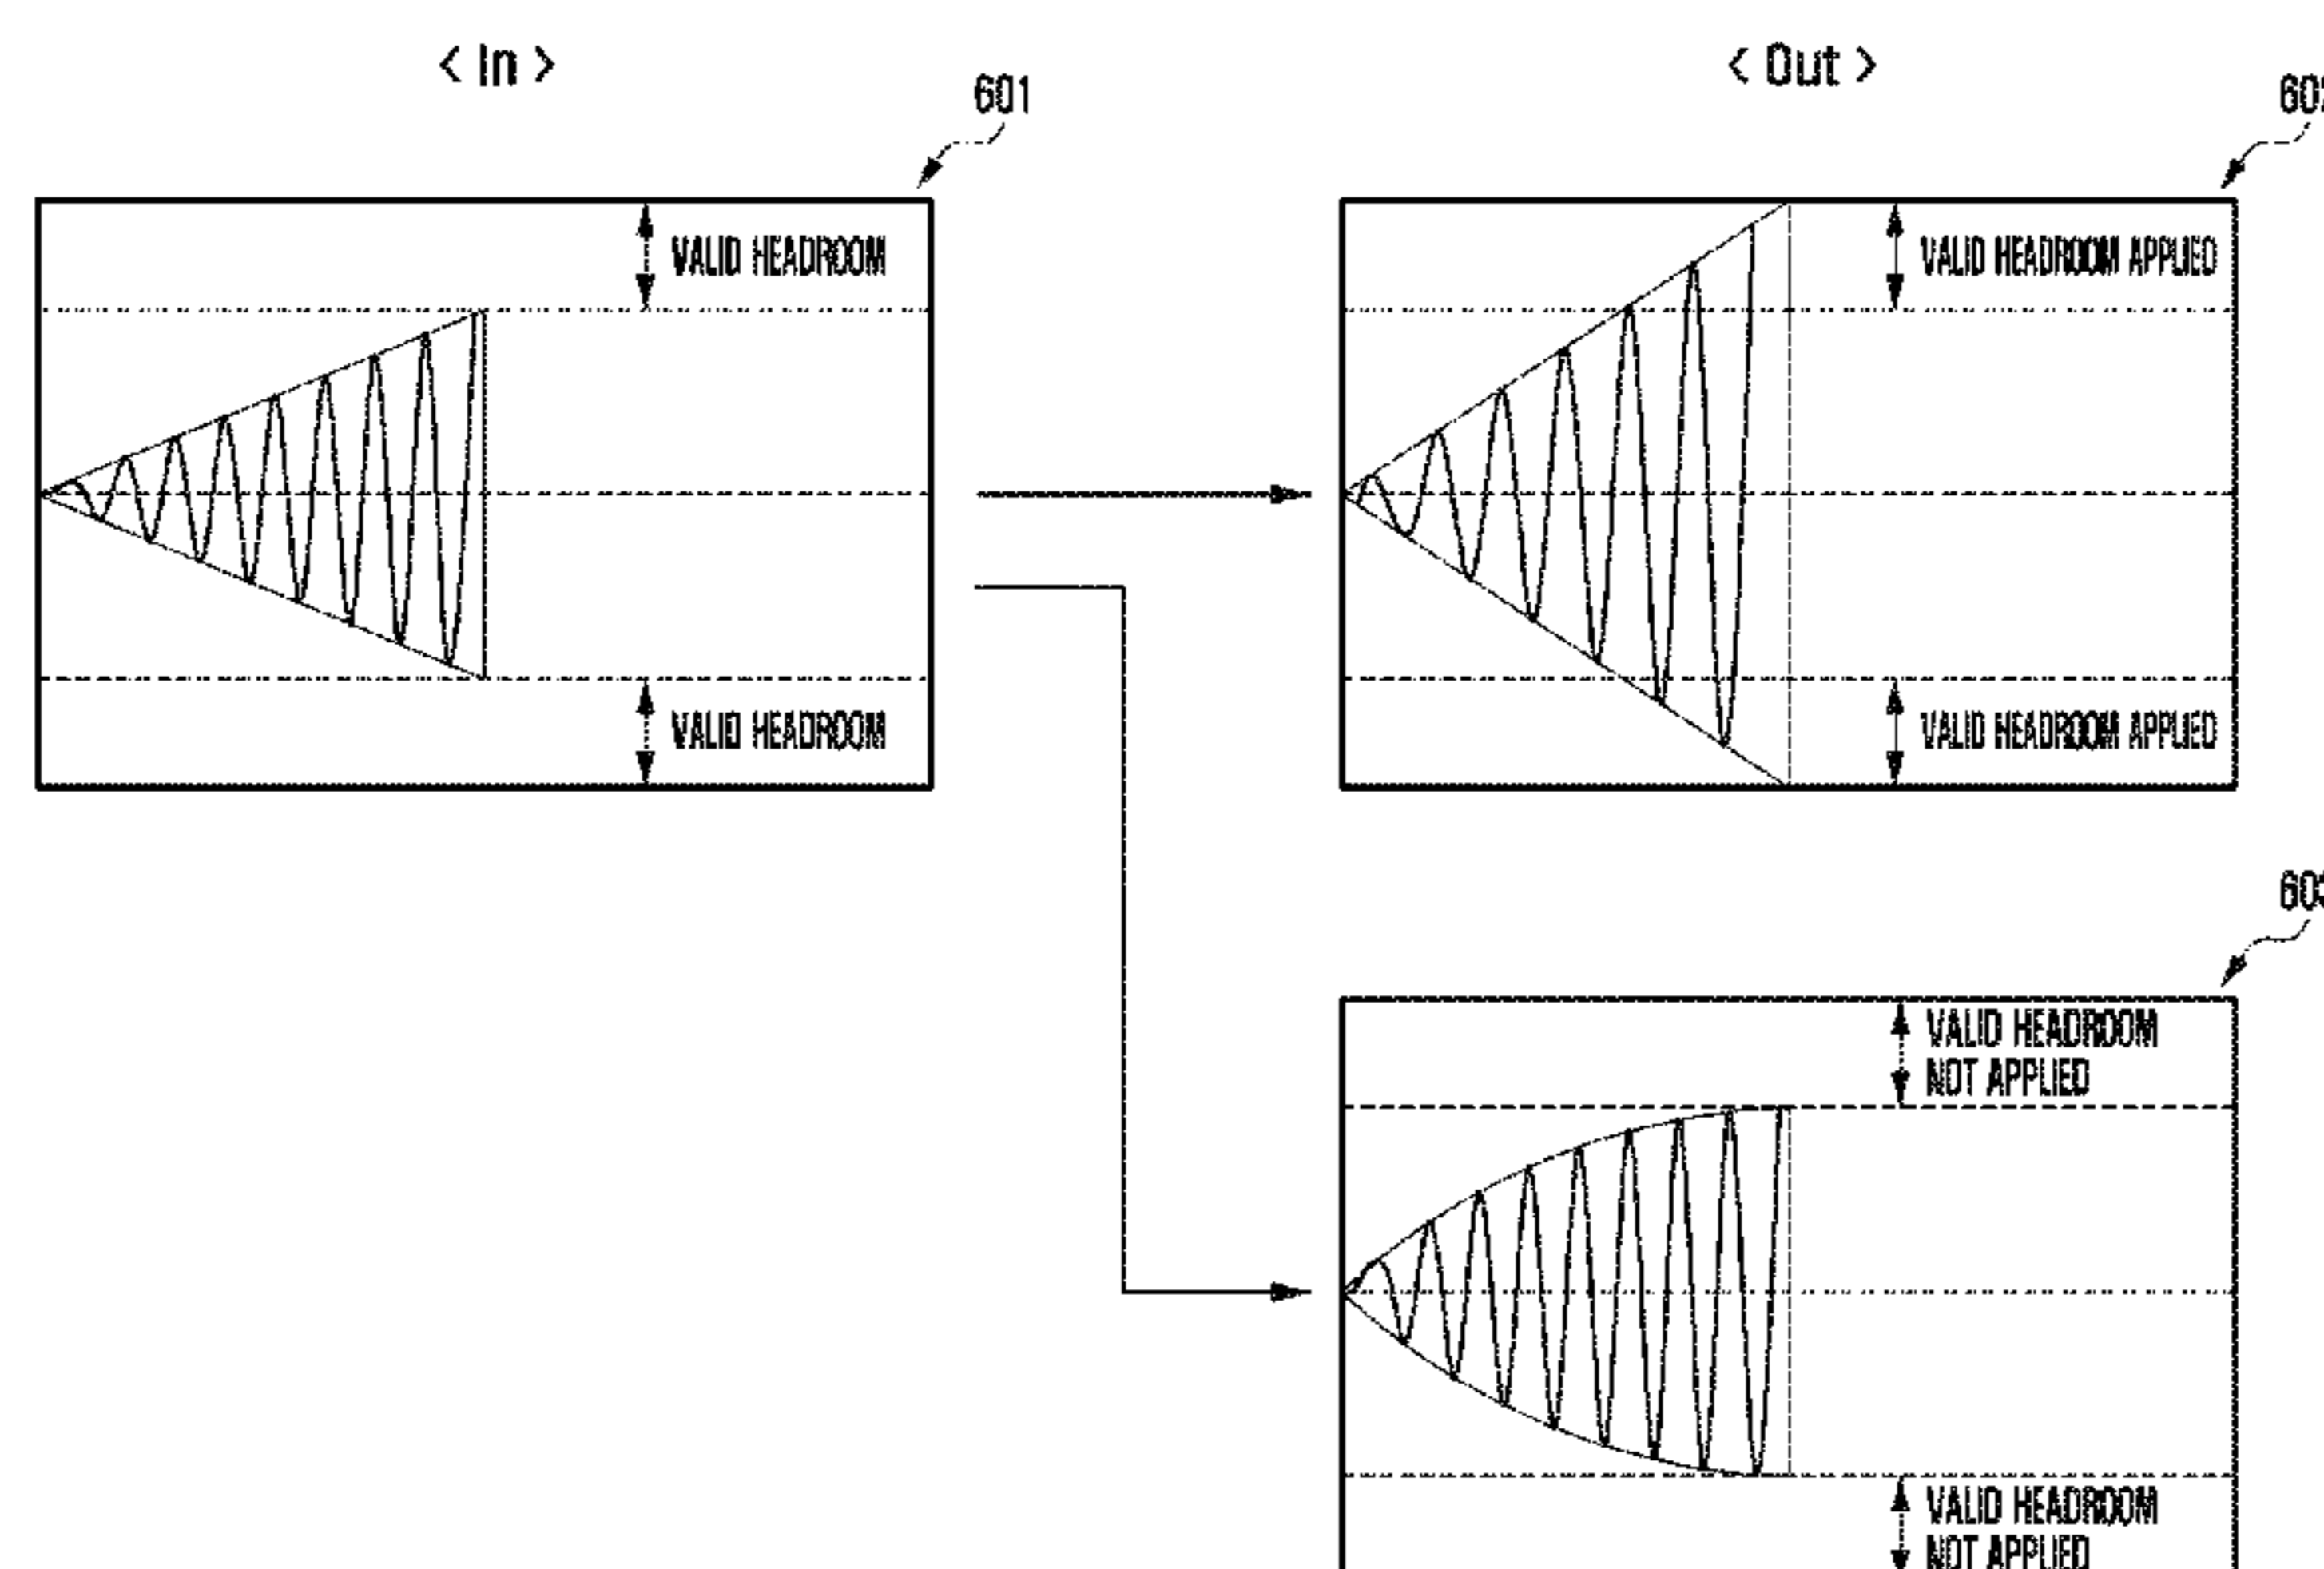 < In >
< Out >
601
VALID HEADROOM
VALID HEADROOM
VALID HEADROOM APPLIED
VALID HEADROOM APPLIED
VALID HEADROOM
NOT APPLIED
VALID HEADROOM
NOT APPLIED